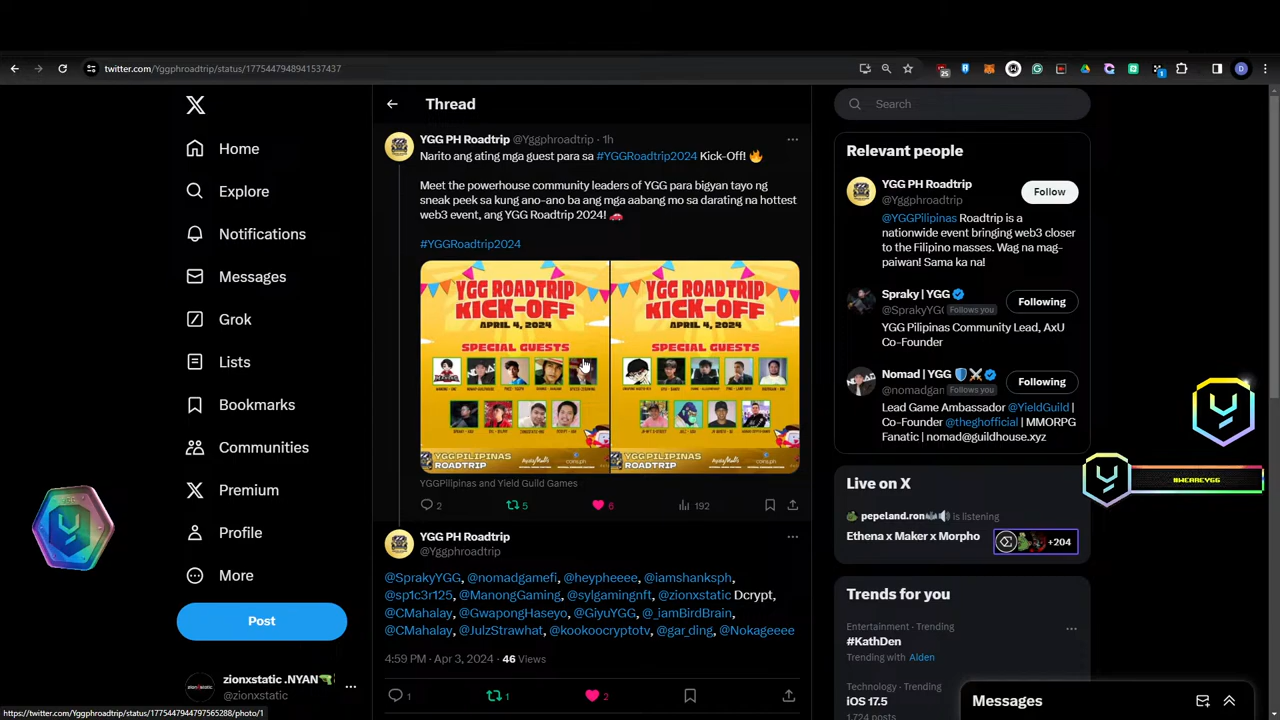 twitter.com/Yggphroadtrip/status/1775447948941537437
25
1
D
Home
Explore
Notifications
Messages
Grok
Lists
Bookmarks
Communities
Premium
Profile
More
Post
zionxstatic .NYAN
@zionxstatic
https://twitter.com/Yggphroadtrip/status/1775447944797565288/photo/1
Thread
YGG PH Roadtrip @Yggphroadtrip · 1h
Narito ang ating mga guest para sa #YGGRoadtrip2024 Kick-Off! 🔥
Meet the powerhouse community leaders of YGG para bigyan tayo ng
sneak peek sa kung ano-ano ba ang mga aabang mo sa darating na hottest
web3 event, ang YGG Roadtrip 2024! 🚗
#YGGRoadtrip2024
YGG ROADTRIP
KICK-OFF
APRIL 4, 2024
SPECIAL GUESTS
YGG PILIPINAS
ROADTRIP
YGG ROADTRIP
KICK-OFF
APRIL 4, 2024
SPECIAL GUESTS
YGG PILIPINAS
ROADTRIP
YGGPilipinas and Yield Guild Games
2
5
6
192
YGG PH Roadtrip
@Yggphroadtrip
@SprakyYGG, @nomadgamefi, @heypheeee, @iamshanksph,
@sp1c3r125, @ManongGaming, @sylgamingnft, @zionxstatic Dcrypt,
@CMahalay, @GwapongHaseyo, @GiyuYGG, @_iamBirdBrain,
@CMahalay, @JulzStrawhat, @kookoocryptotv, @gar_ding, @Nokageeee
4:59 PM · Apr 3, 2024 · 46 Views
1
1
2
Search
Relevant people
YGG PH Roadtrip
@Yggphroadtrip
Follow
@YGGPilipinas Roadtrip is a
nationwide event bringing web3 closer
to the Filipino masses. Wag na mag-
paiwan! Sama ka na!
Spraky | YGG
@SprakyYGG Follows you
Following
YGG Pilipinas Community Lead, AxU
Co-Founder
Nomad | YGG 🛡️⚔️
@nomadgam Follows you
Following
Lead Game Ambassador @YieldGuild |
Co-Founder @theghofficial | MMORPG
Fanatic | nomad@guildhouse.xyz
Live on X
pepeland.ron is listening
Ethena x Maker x Morpho
+204
Trends for you
Entertainment · Trending
#KathDen
Trending with Alden
Technology · Trending
iOS 17.5
1,724 posts
Messages
#WEAREYGG